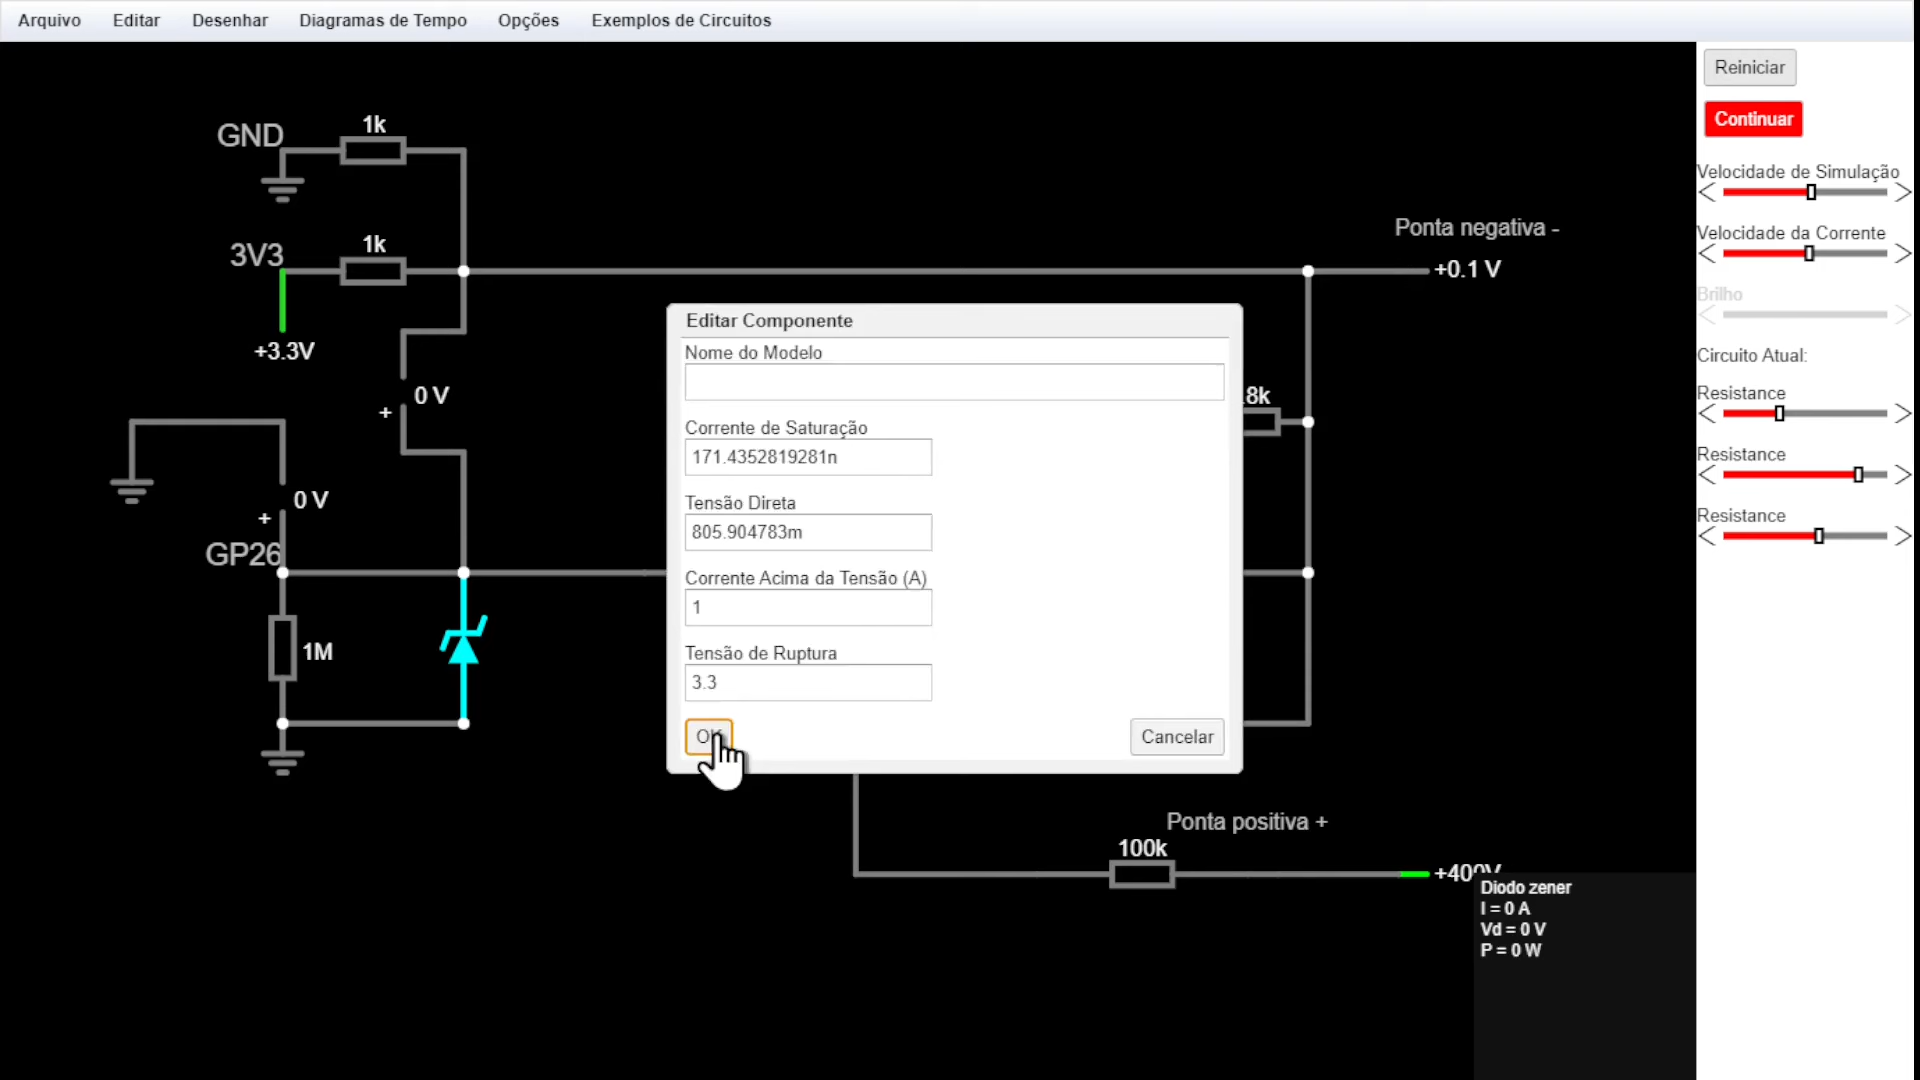 Arquivo Editar Desenhar Diagramas de Tempo Opções Exemplos de Circuitos
Reiniciar
Continuar
Velocidade de Simulação
Velocidade da Corrente
Brilho
Circuito Atual:
Resistance
Resistance
Resistance
GND
1k
3V3
1k
+3.3V
Ponta negativa -
+0.1 V
0 V
+
0 V
+
GP26
1M
8k
Editar Componente
Nome do Modelo
Corrente de Saturação
171.4352819281n
Tensão Direta
805.904783m
Corrente Acima da Tensão (A)
1
Tensão de Ruptura
3.3
OK
Cancelar
Ponta positiva +
100k
+400V
Diodo zener
I = 0 A
Vd = 0 V
P = 0 W